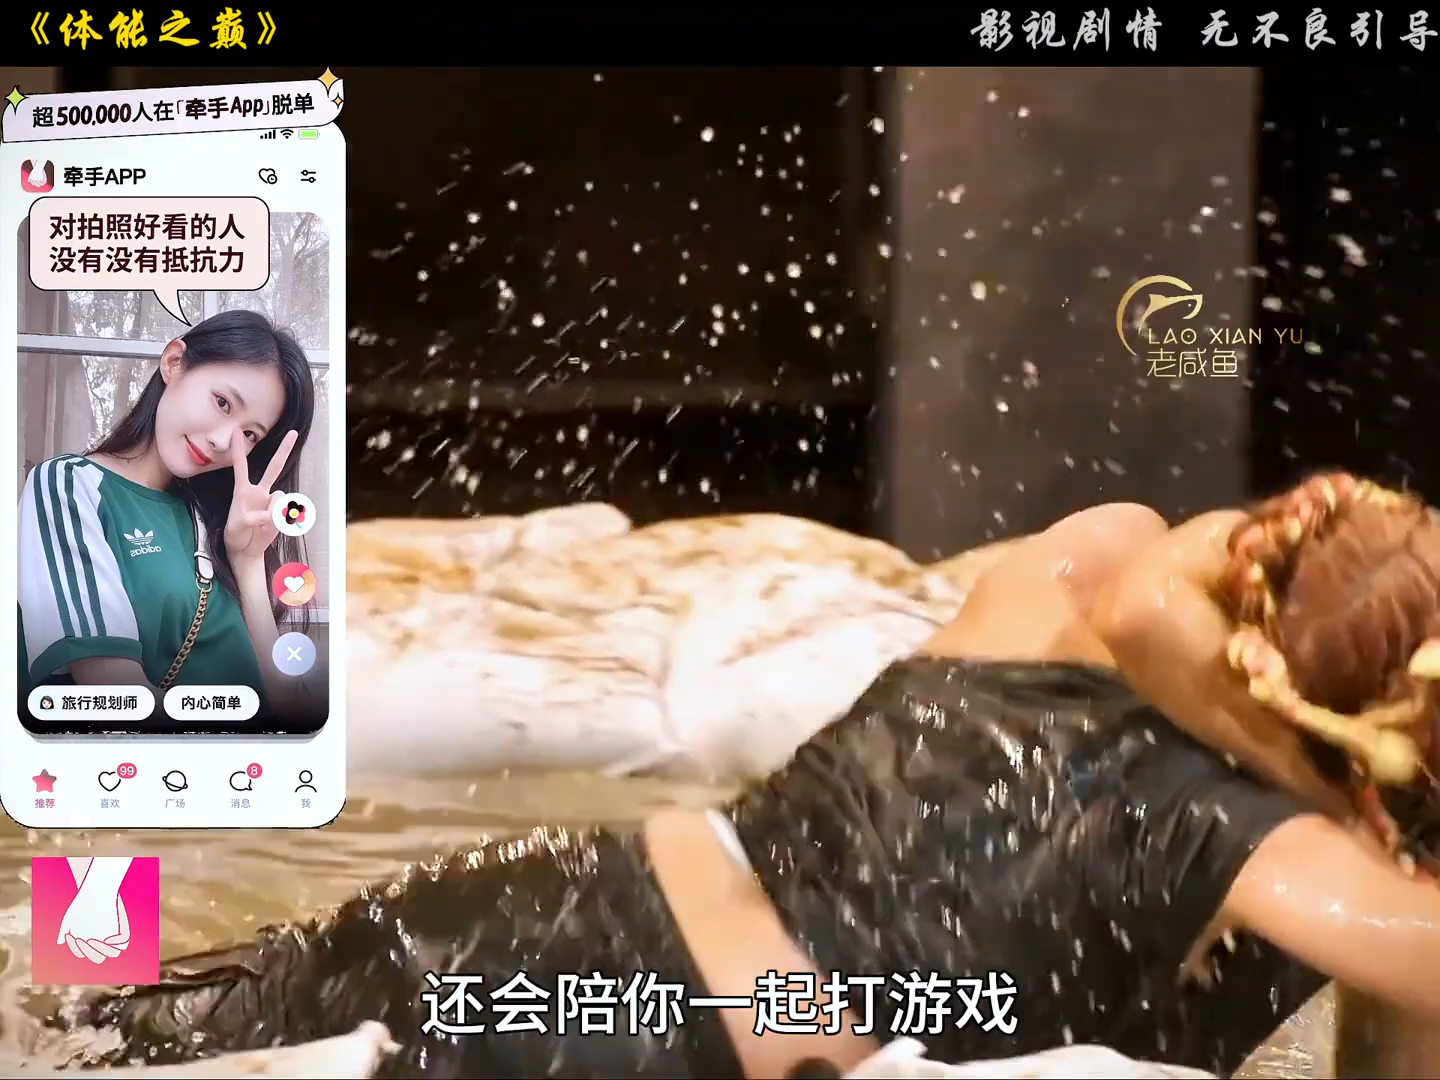 《体能之巅》
影视剧情 无不良引导
超500,000人在「牵手App」脱单
牵手APP
对拍照好看的人
没有没有抵抗力
LAO XIAN YU
老咸鱼
adidas
旅行规划师
内心简单
99
8
推荐
喜欢
广场
消息
我
还会陪你一起打游戏